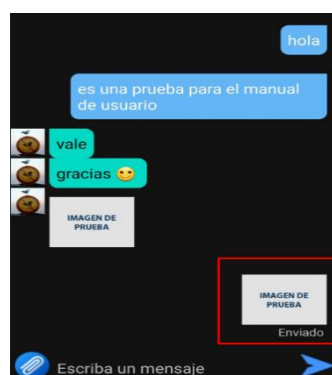 hola
es una prueba para el manual
de usuario
vale
gracias
IMAGEN DE
PRUEBA
IMAGEN DE
PRUEBA
Enviado
Escriba un mensaje